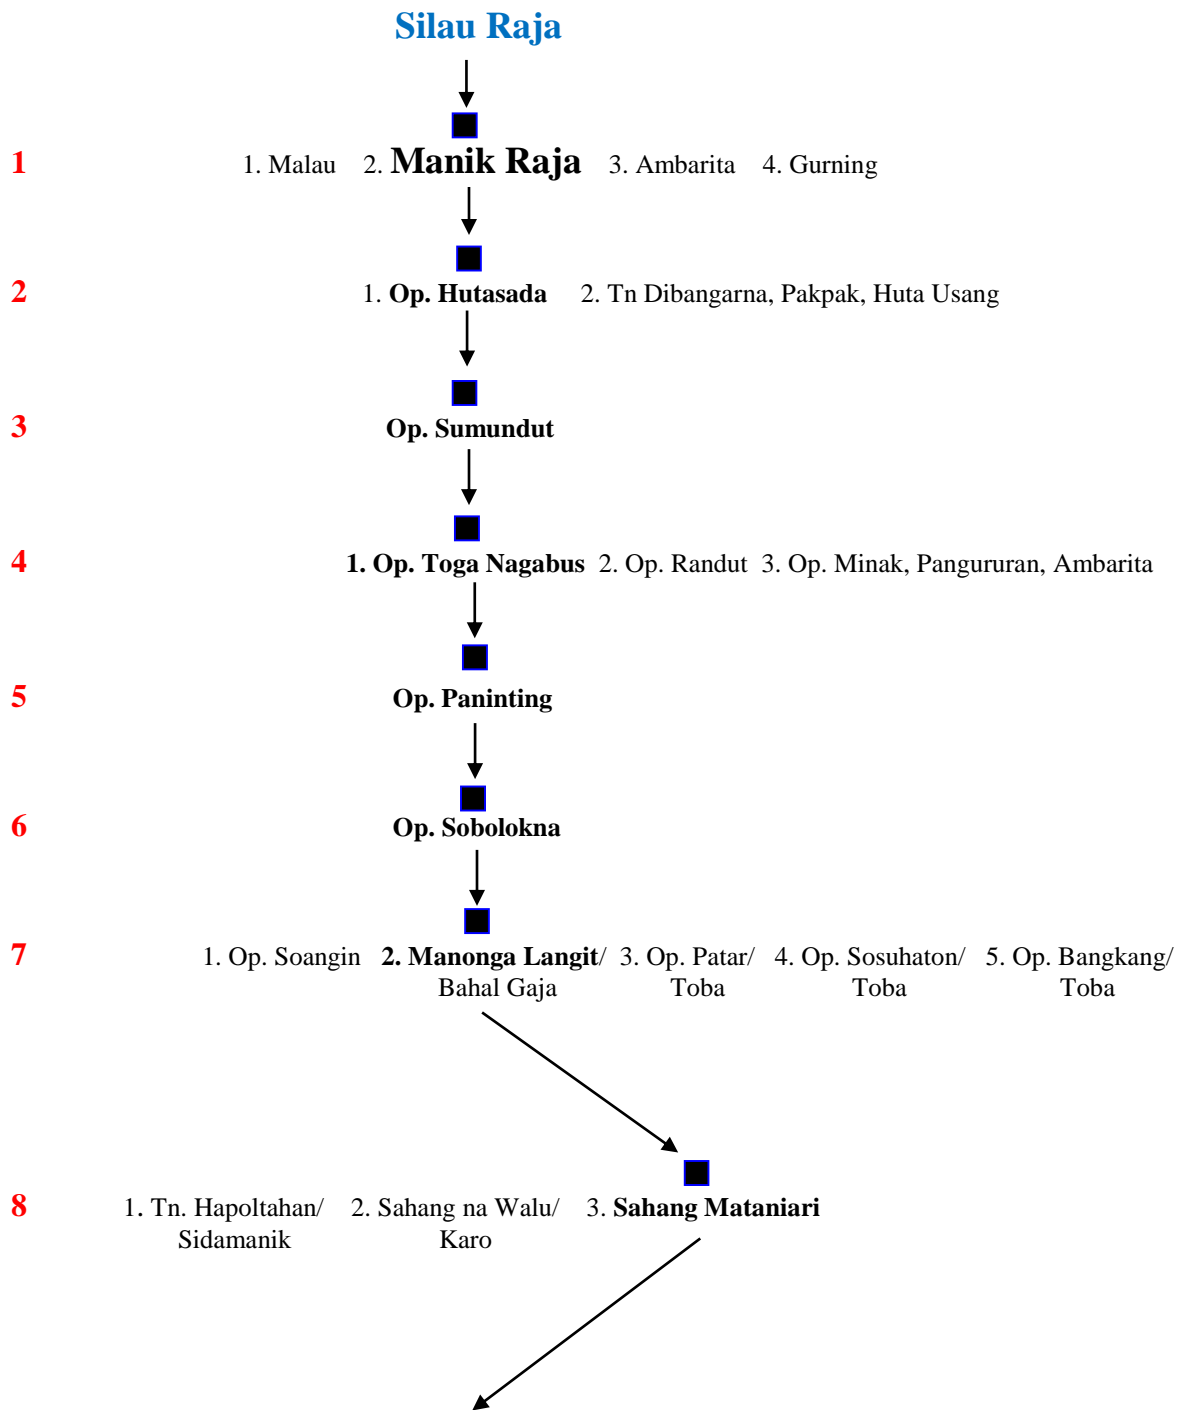 Silau Raja
1 1. Malau 2. Manik Raja 3. Ambarita 4. Gurning
2 1. Op. Hutasada 2. Tn Dibangarna, Pakpak, Huta Usang
3 Op. Sumundut
4 1. Op. Toga Nagabus 2. Op. Randut 3. Op. Minak, Pangururan, Ambarita
5 Op. Paninting
6 Op. Sobolokna
7 1. Op. Soangin 2. Manonga Langit/ 3. Op. Patar/ 4. Op. Sosuhaton/ 5. Op. Bangkang/
Bahal Gaja Toba Toba Toba
8 1. Tn. Hapoltahan/ 2. Sahang na Walu/ 3. Sahang Mataniari
Sidamanik Karo